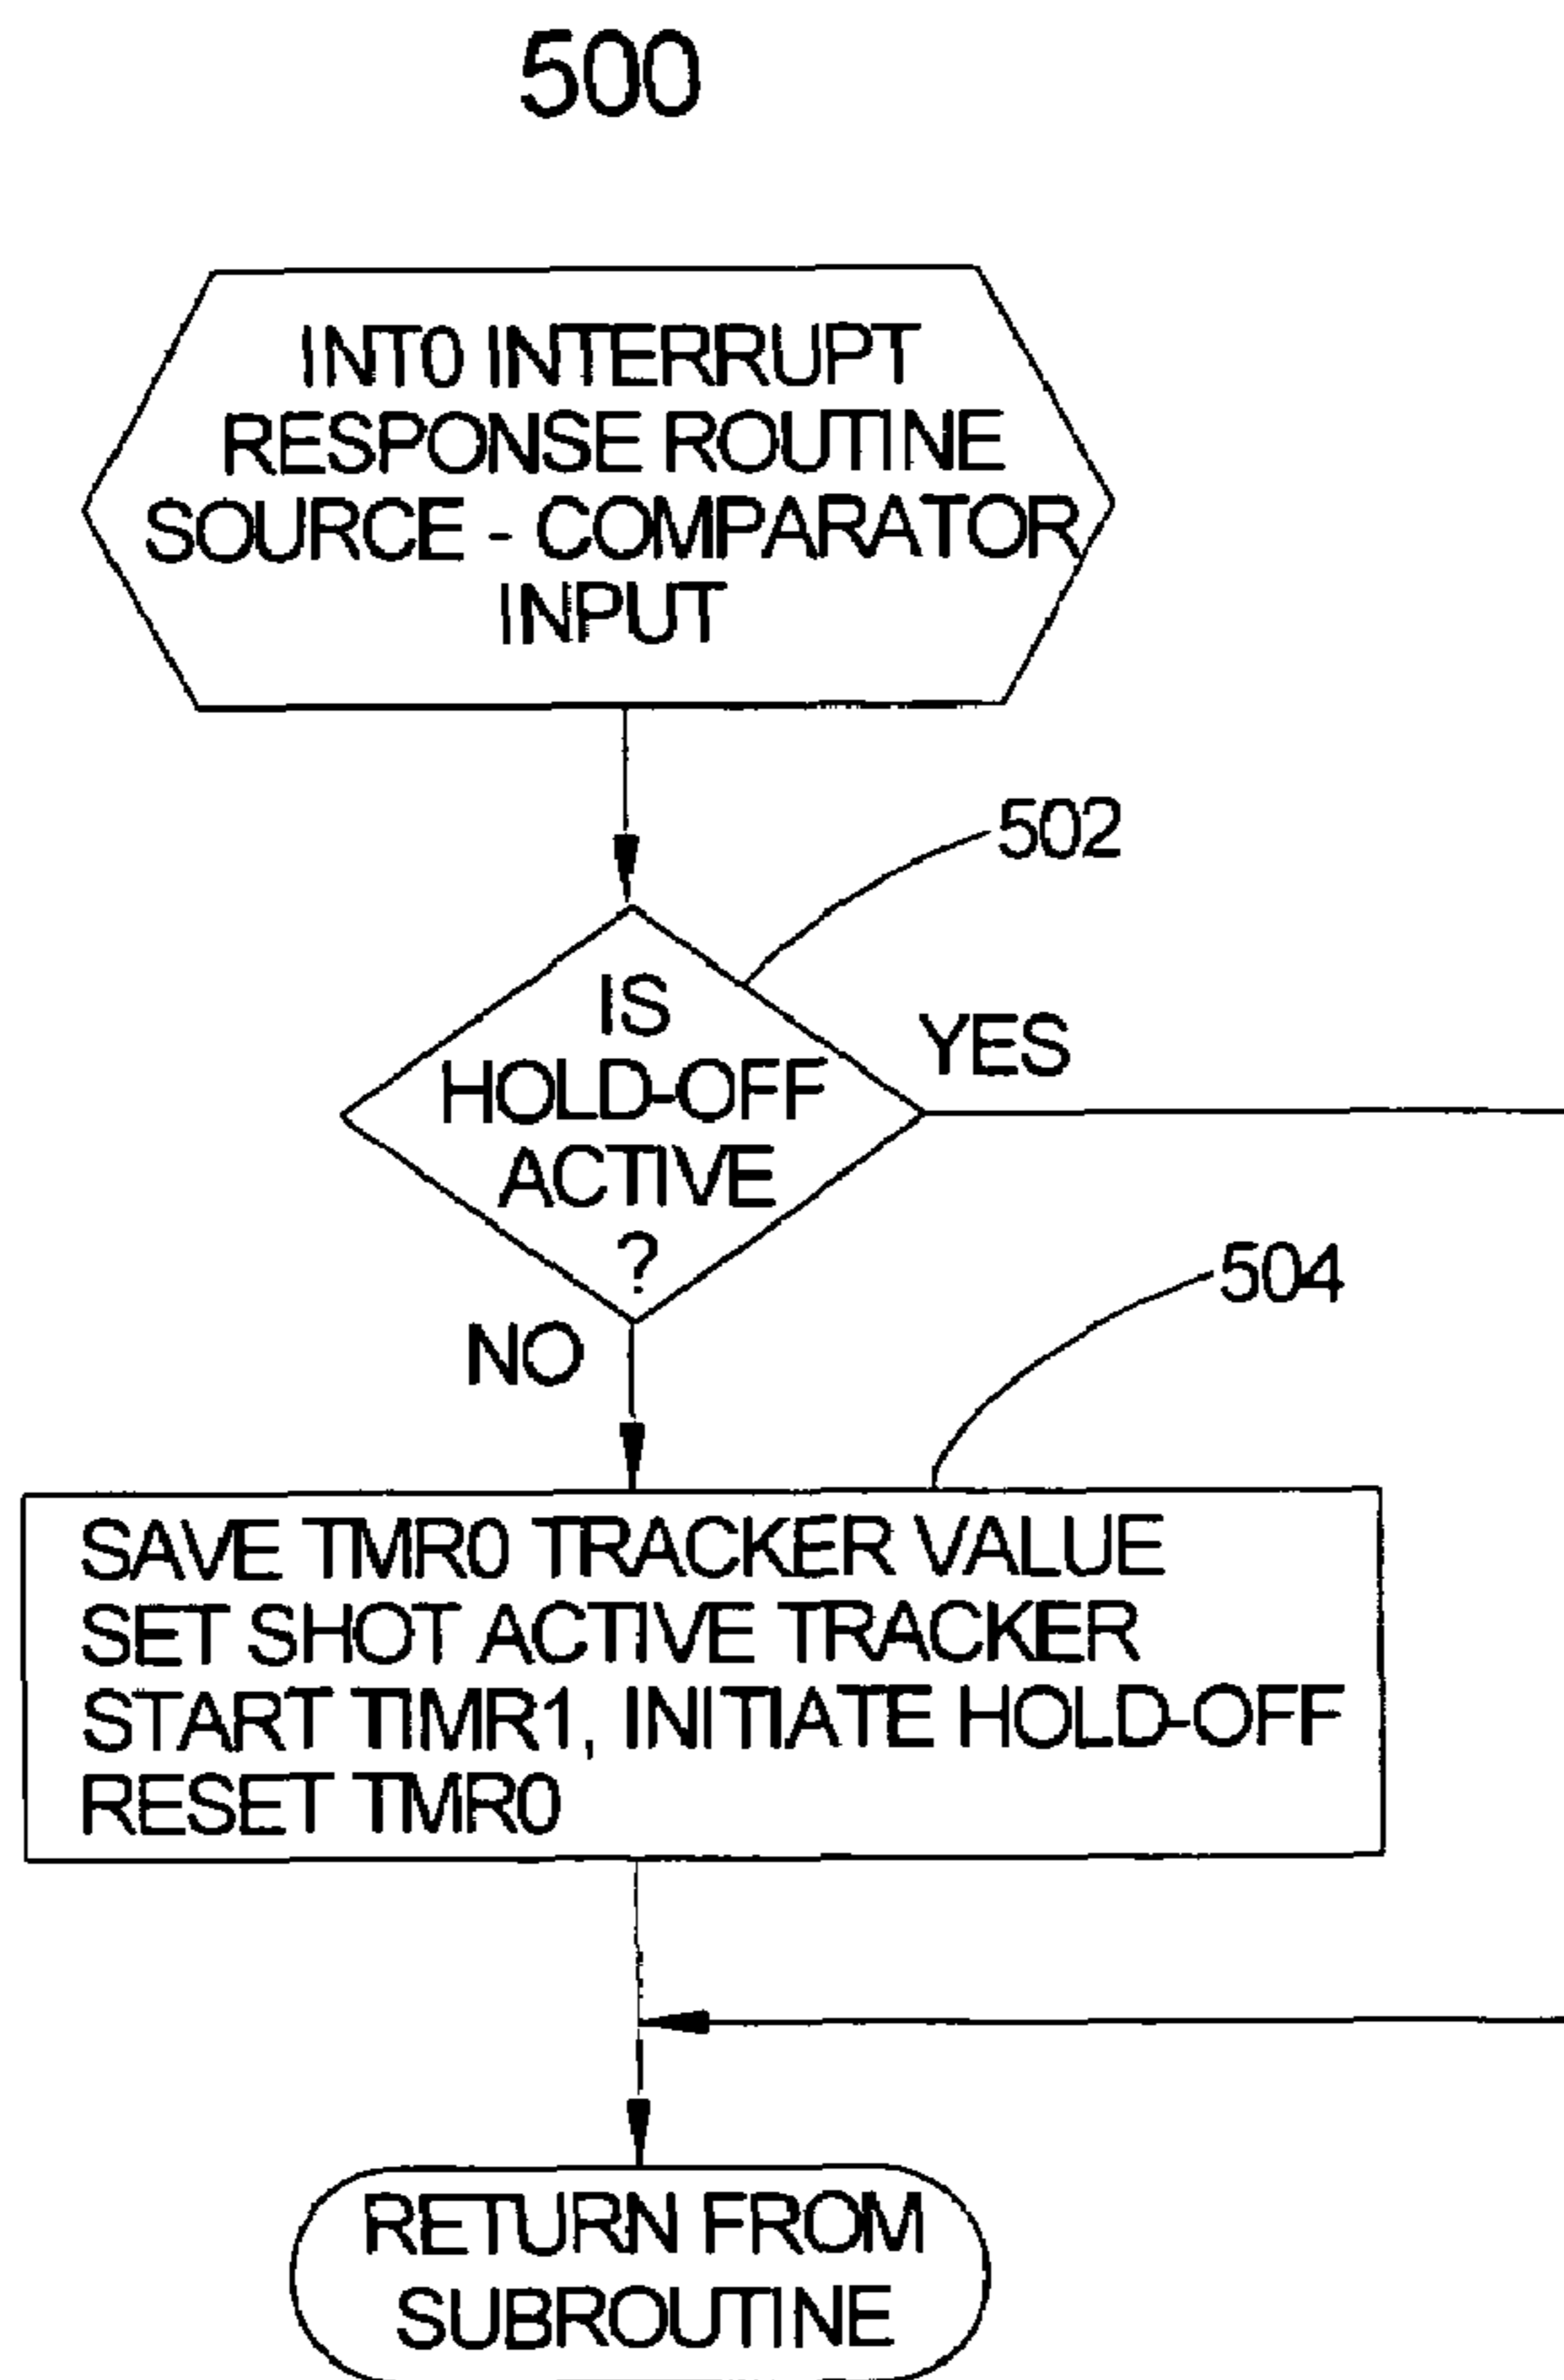 500
INT0 INTERRUPT
RESPONSE ROUTINE
SOURCE - COMPARATOR
INPUT
502
IS
HOLD-OFF
ACTIVE
?
YES
NO
504
SAVE TMR0 TRACKER VALUE
SET SHOT ACTIVE TRACKER
START TIMR1, INITIATE HOLD-OFF
RESET TMR0
RETURN FROM
SUBROUTINE